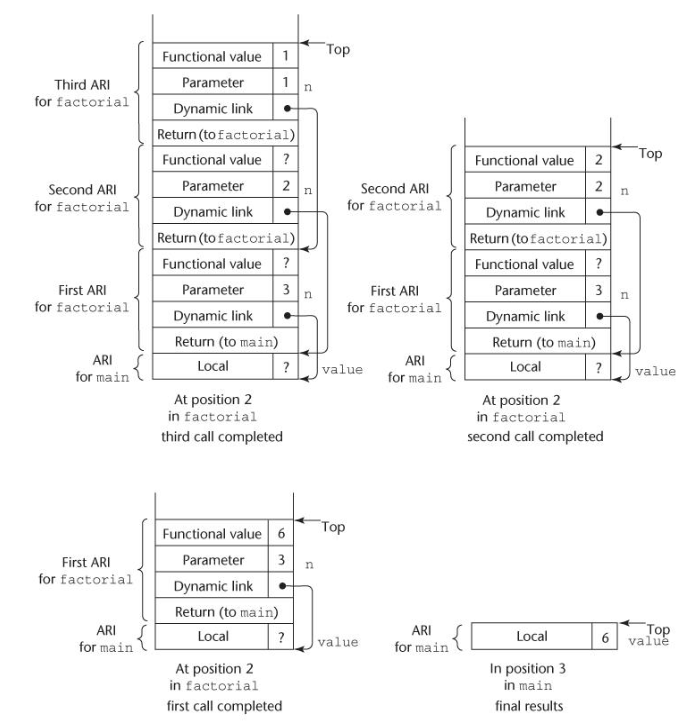 Top
Functional value 1
Third ARI
for factorial
Parameter 1 n
Dynamic link
Return (to factorial)
Functional value ?
Second ARI
for factorial
Parameter 2 n
Dynamic link
Return (to factorial)
Functional value ?
First ARI
for factorial
Parameter 3 n
Dynamic link
Return (to main)
ARI
for main
Local ? value
At position 2
in factorial
third call completed
Top
Functional value 2
Second ARI
for factorial
Parameter 2 n
Dynamic link
Return (to factorial)
Functional value ?
First ARI
for factorial
Parameter 3 n
Dynamic link
Return (to main)
ARI
for main
Local ? value
At position 2
in factorial
second call completed
Top
Functional value 6
First ARI
for factorial
Parameter 3 n
Dynamic link
Return (to main)
ARI
for main
Local ? value
At position 2
in factorial
first call completed
ARI
for main
Local 6
Top
value
In position 3
in main
final results